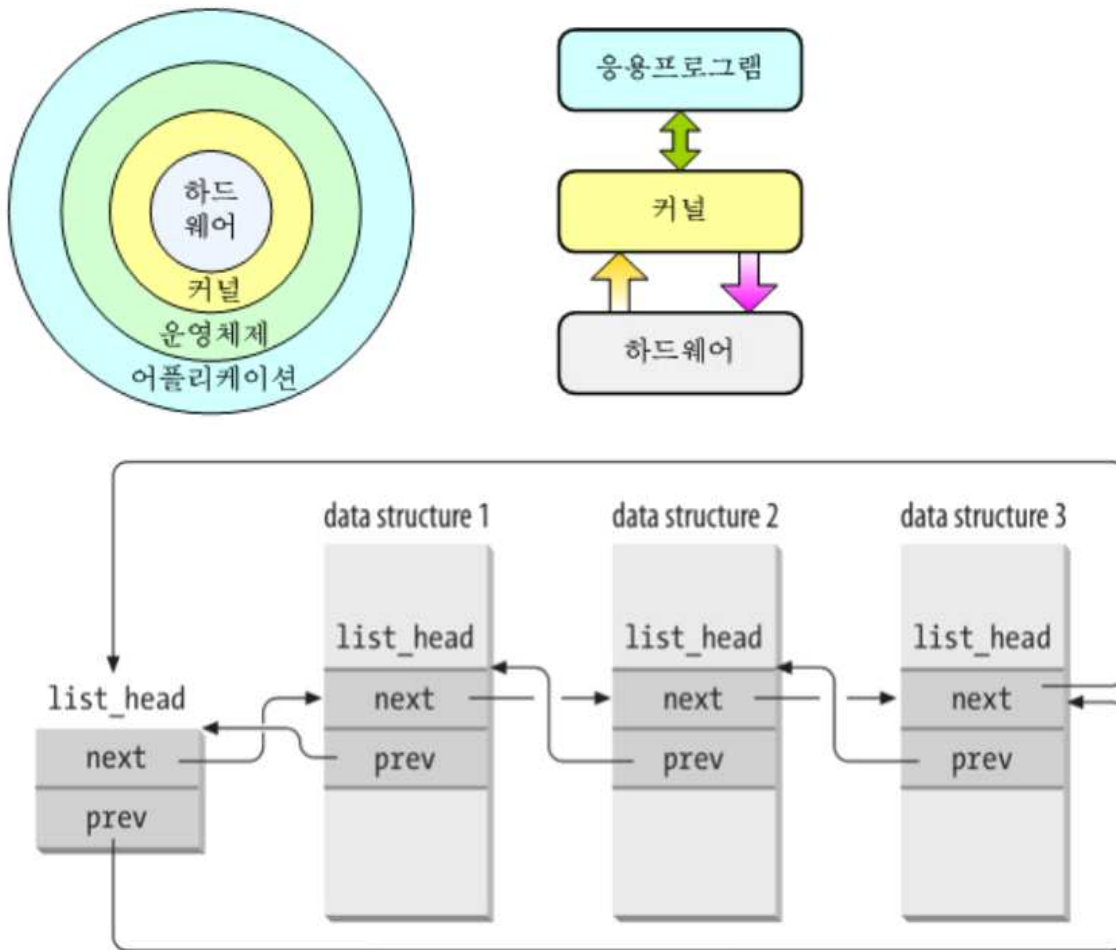 하드
웨어
커널
운영체제
어플리케이션
응용프로그램
커널
하드웨어
data structure 1
data structure 2
data structure 3
list_head
list_head
list_head
list_head
next
next
next
next
prev
prev
prev
prev